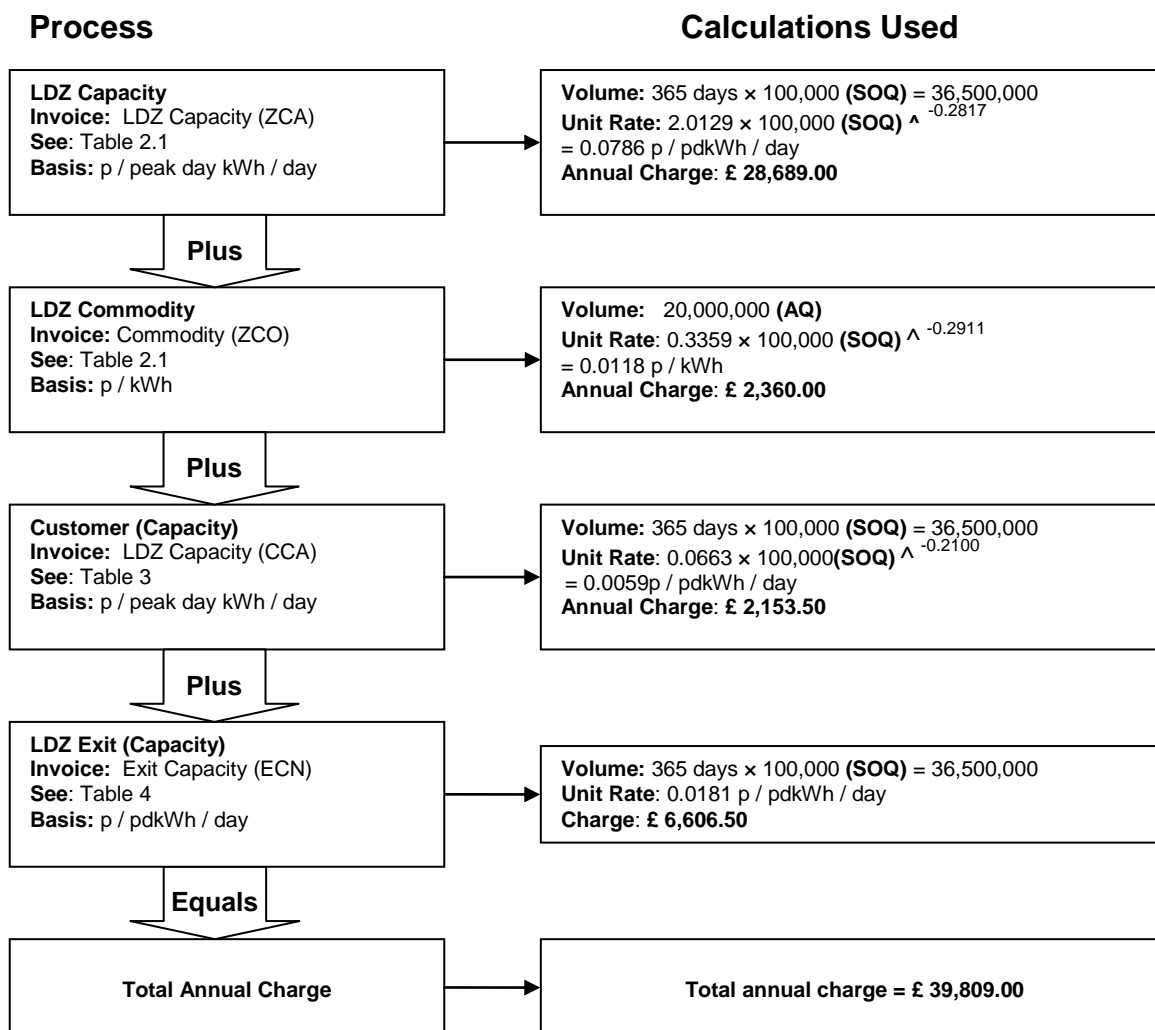 Process
Calculations Used
LDZ Capacity
Invoice: LDZ Capacity (ZCA)
See: Table 2.1
Basis: p / peak day kWh / day
Volume: 365 days × 100,000 (SOQ) = 36,500,000
Unit Rate: 2.0129 × 100,000 (SOQ) ^ -0.2817
= 0.0786 p / pdkWh / day
Annual Charge: £ 28,689.00
Plus
LDZ Commodity
Invoice: Commodity (ZCO)
See: Table 2.1
Basis: p / kWh
Volume: 20,000,000 (AQ)
Unit Rate: 0.3359 × 100,000 (SOQ) ^ -0.2911
= 0.0118 p / kWh
Annual Charge: £ 2,360.00
Plus
Customer (Capacity)
Invoice: LDZ Capacity (CCA)
See: Table 3
Basis: p / peak day kWh / day
Volume: 365 days × 100,000 (SOQ) = 36,500,000
Unit Rate: 0.0663 × 100,000(SOQ) ^ -0.2100
= 0.0059p / pdkWh / day
Annual Charge: £ 2,153.50
Plus
LDZ Exit (Capacity)
Invoice: Exit Capacity (ECN)
See: Table 4
Basis: p / pdkWh / day
Volume: 365 days × 100,000 (SOQ) = 36,500,000
Unit Rate: 0.0181 p / pdkWh / day
Charge: £ 6,606.50
Equals
Total Annual Charge
Total annual charge = £ 39,809.00